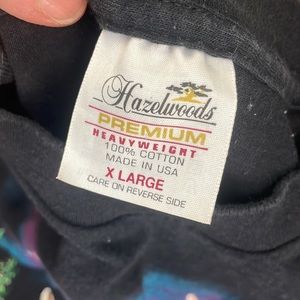 Hazelwoods
PREMIUM
HEAVYWEIGHT
100% COTTON
MADE IN USA
X LARGE
CARE ON REVERSE SIDE